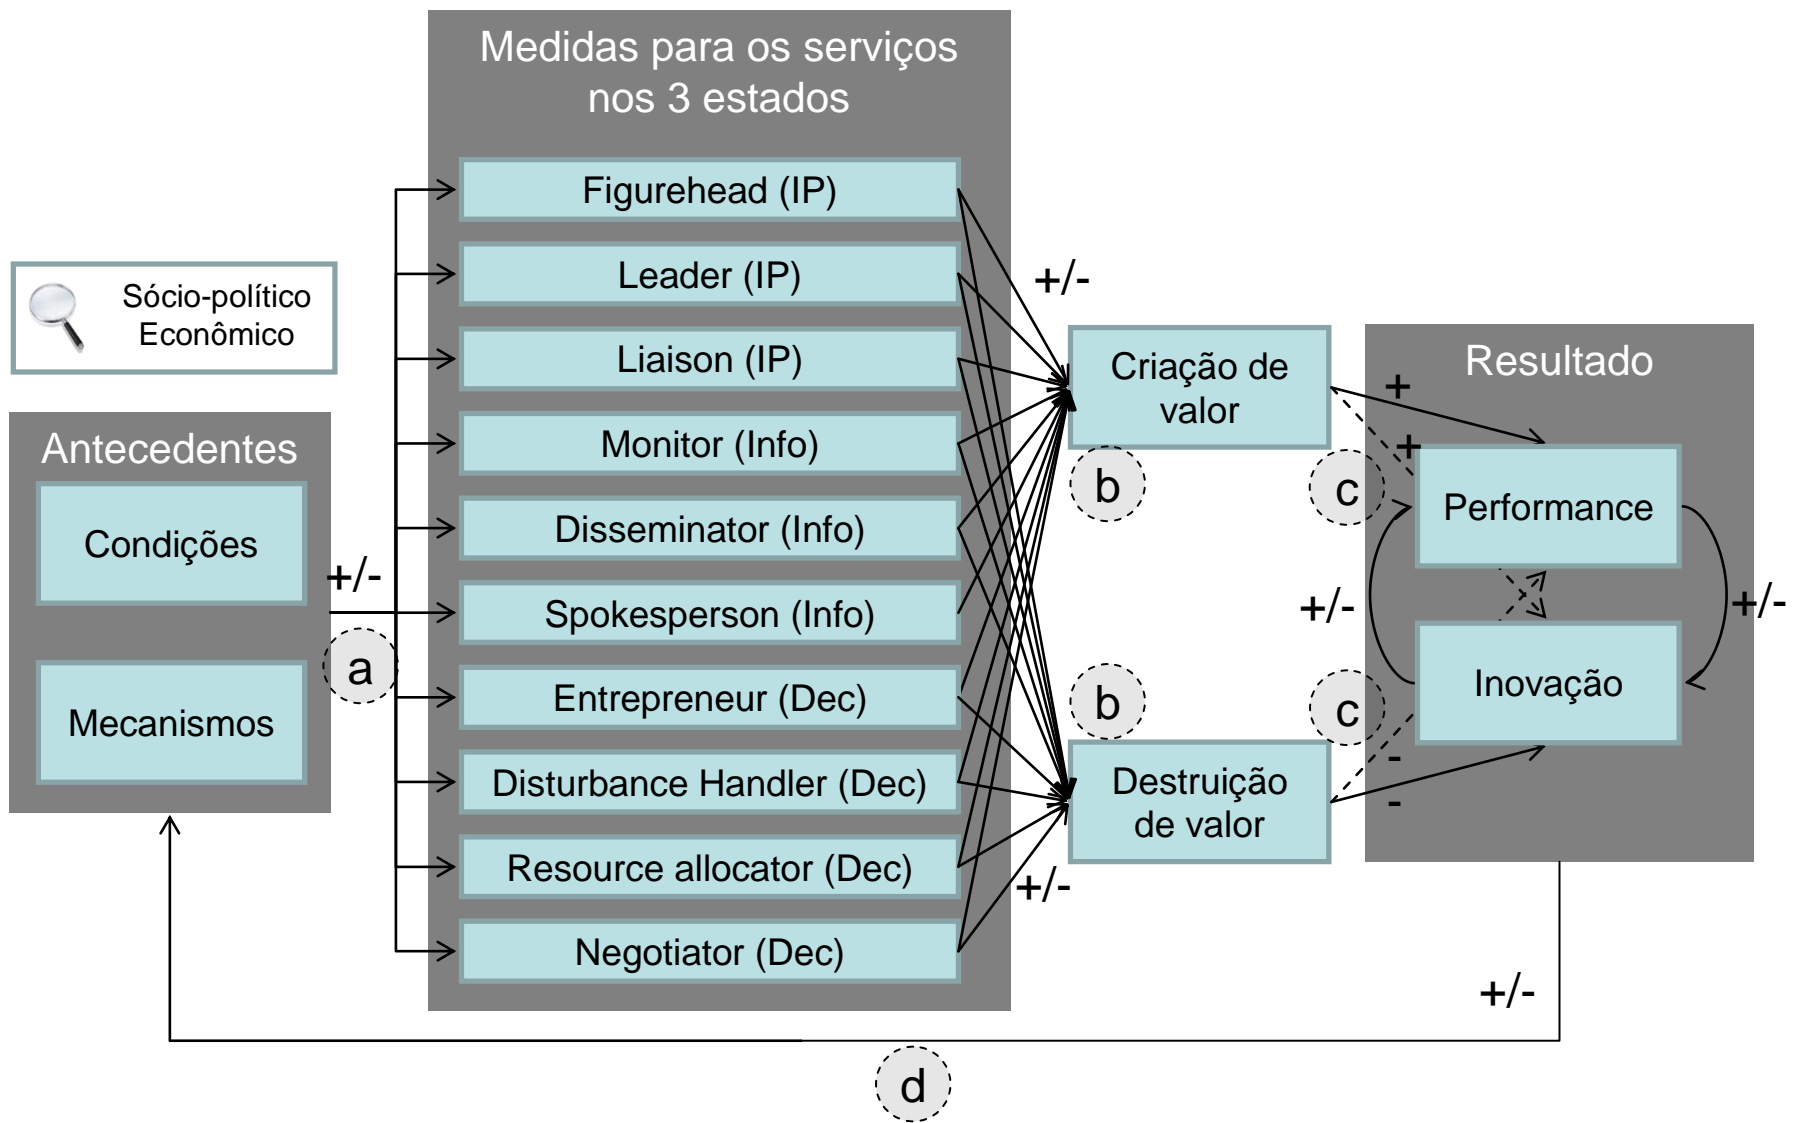 Medidas para os serviços
nos 3 estados
Sócio-político
Econômico
Antecedentes
Condições
Mecanismos
+/-
a
Figurehead (IP)
Leader (IP)
Liaison (IP)
Monitor (Info)
Disseminator (Info)
Spokesperson (Info)
Entrepreneur (Dec)
Disturbance Handler (Dec)
Resource allocator (Dec)
Negotiator (Dec)
+/-
Criação de
valor
b
b
Destruição
de valor
+/-
Resultado
+
+
c
Performance
+/-
+/-
Inovação
c
-
-
+/-
d